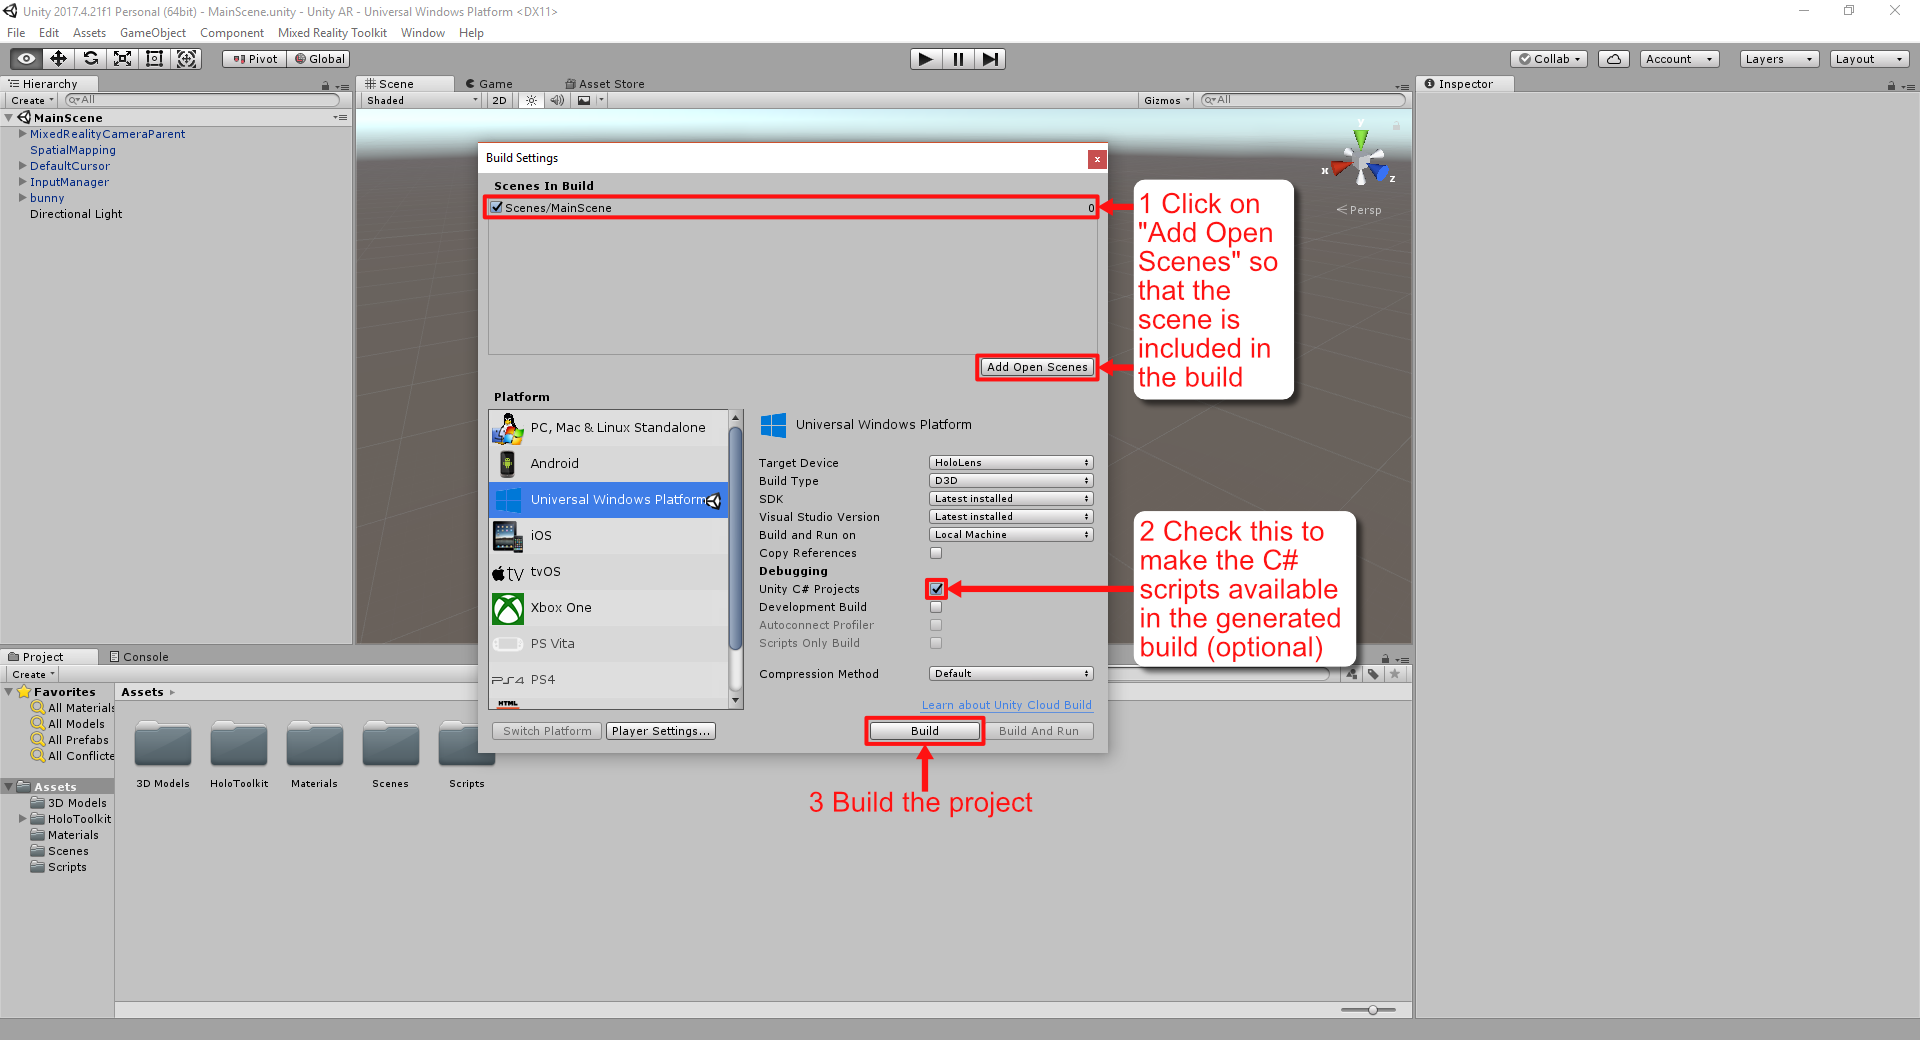 Unity 2017.4.21f1 Personal (64bit) - MainScene.unity - Unity AR - Universal Windows Platform <DX11>
File Edit Assets GameObject Component Mixed Reality Toolkit Window Help
Pivot Global
Collab Account Layers Layout
Hierarchy
Create All
MainScene
MixedRealityCameraParent
SpatialMapping
DefaultCursor
InputManager
bunny
Directional Light
Scene Game Asset Store
Shaded 2D Gizmos All
y
x
z
Persp
Inspector
Build Settings
Scenes In Build
Scenes/MainScene 0
Add Open Scenes
1 Click on
"Add Open
Scenes" so
that the
scene is
included in
the build
Platform
PC, Mac & Linux Standalone
Android
Universal Windows Platform
iOS
tv tvOS
Xbox One
PS Vita
PS4
HTML
Universal Windows Platform
Target Device HoloLens
Build Type D3D
SDK Latest installed
Visual Studio Version Latest installed
Build and Run on Local Machine
Copy References
Debugging
Unity C# Projects
Development Build
Autoconnect Profiler
Scripts Only Build
Compression Method Default
2 Check this to
make the C#
scripts available
in the generated
build (optional)
Learn about Unity Cloud Build
Switch Platform Player Settings... Build Build And Run
3 Build the project
Project Console
Create
Favorites
All Materials
All Models
All Prefabs
All Conflicte
Assets
3D Models
HoloToolkit
Materials
Scenes
Scripts
Assets
3D Models HoloToolkit Materials Scenes Scripts